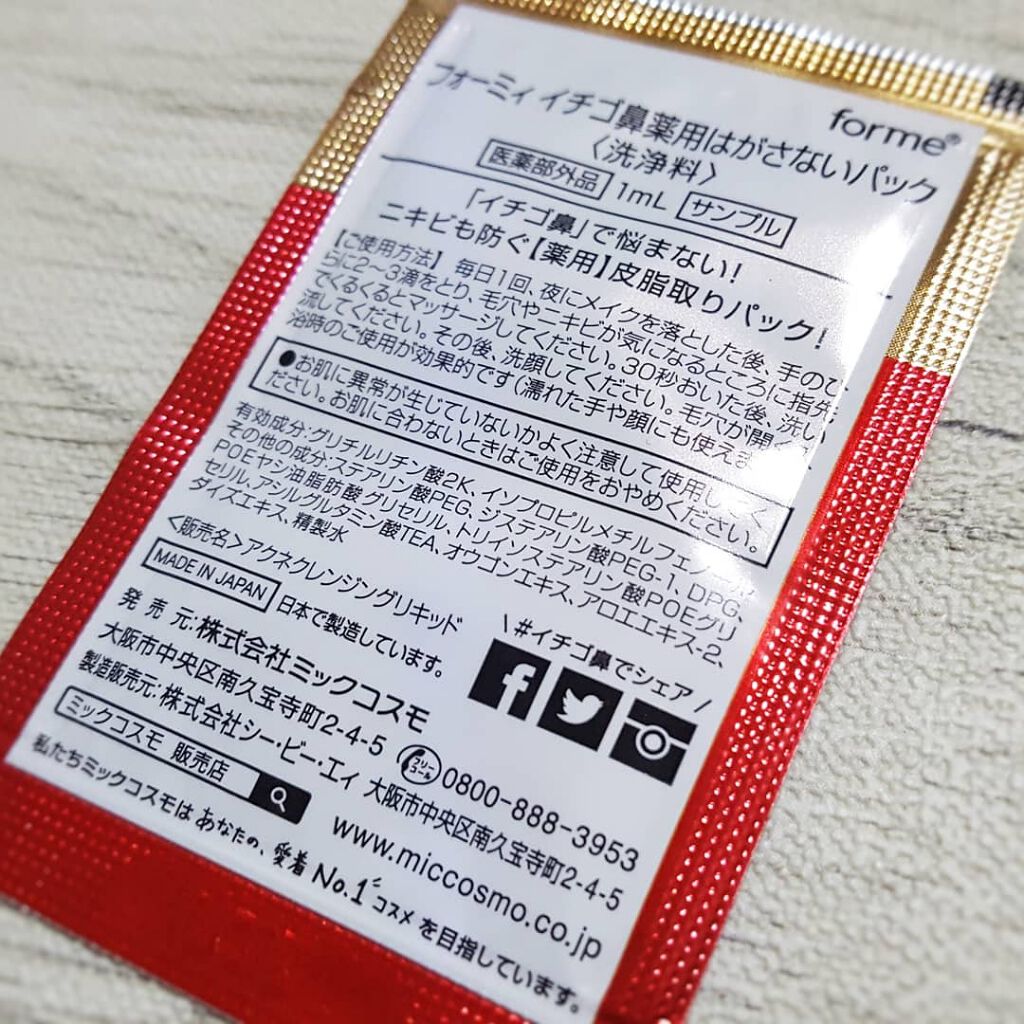 forme®
フォーミィ イチゴ鼻薬用はがさないパック
〈洗浄料〉
医薬部外品 1mL サンプル
「イチゴ鼻」で悩まない!
ニキビも防ぐ【薬用】皮脂取りパック!
【ご使用方法】 毎日1回、夜にメイクを落とした後、手のひ
らに2〜3滴をとり、毛穴やニキビが気になるところに指先
でくるくるとマッサージしてください。30秒おいた後、洗い
流してください。その後、洗顔してください。毛穴が開
浴時のご使用が効果的です(濡れた手や顔にも使えま
●お肌に異常が生じていないかよく注意して使用して く
ださい。お肌に合わないときはご使用をおやめください。
有効成分:グリチルリチン酸2K、イソプロピルメチルフェノール
その他の成分:ステアリン酸PEG、ジステアリン酸PEG-1、DPG、
POEヤシ油脂肪酸グリセリル、トリイソステアリン酸POEグリ
セリル、アシルグルタミン酸TEA、オウゴンエキス、アロエエキス-2、
ダイズエキス、精製水
〈販売名〉アクネクレンジングリキッド
MADE IN JAPAN 日本で製造しています。
\ #イチゴ鼻でシェア /
発 売 元:株式会社ミックコスモ
大阪市中央区南久宝寺町2-4-5 フリーコール 0800-888-3953
製造販売元:株式会社シー・ビー・エィ 大阪市中央区南久宝寺町2-4-5
ミックコスモ 販売店 www.miccosmo.co.jp
私たちミックコスモは あなたの、愛着 No.1 コスメ を目指しています。